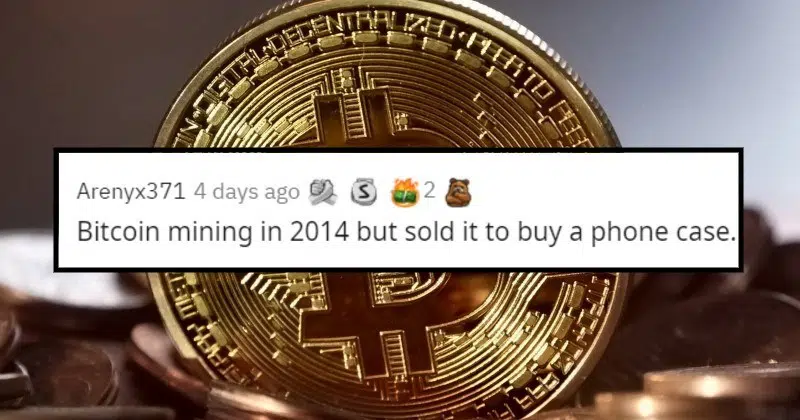 DIGITAL • DECENTRALIZED • PEER TO PEER
Arenyx371 4 days ago 2
Bitcoin mining in 2014 but sold it to buy a phone case.